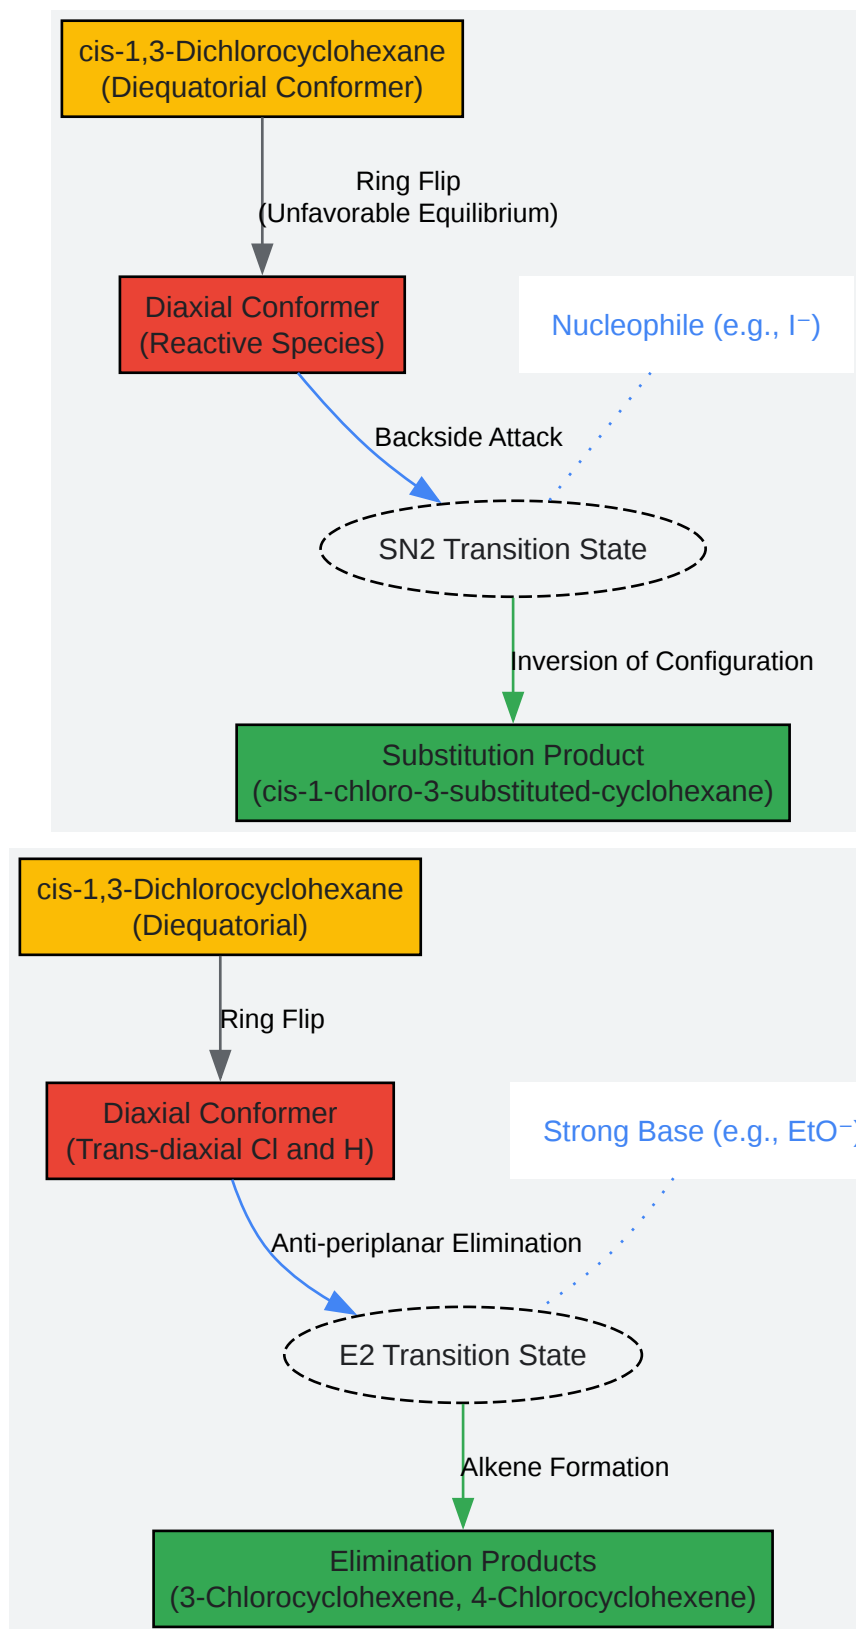 cis-1,3-Dichlorocyclohexane
(Diequatorial Conformer)
Ring Flip
(Unfavorable Equilibrium)
Diaxial Conformer
(Reactive Species)
Nucleophile (e.g., I⁻)
Backside Attack
SN2 Transition State
Inversion of Configuration
Substitution Product
(cis-1-chloro-3-substituted-cyclohexane)
cis-1,3-Dichlorocyclohexane
(Diequatorial)
Ring Flip
Diaxial Conformer
(Trans-diaxial Cl and H)
Strong Base (e.g., EtO⁻)
Anti-periplanar Elimination
E2 Transition State
Alkene Formation
Elimination Products
(3-Chlorocyclohexene, 4-Chlorocyclohexene)